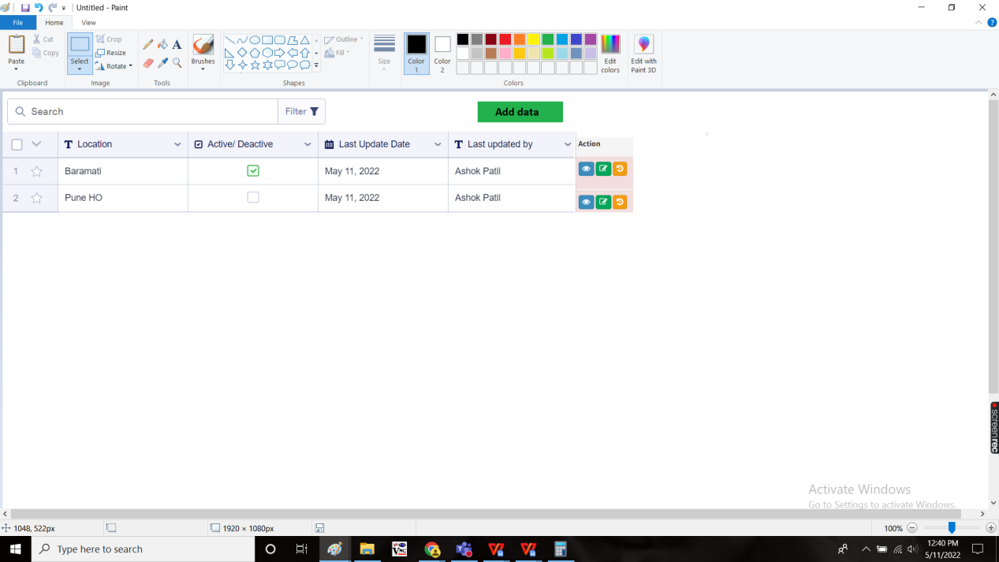 Untitled - Paint
File Home View
Paste
Cut
Copy
Clipboard
Select
Crop
Resize
Rotate
Image
Tools
Brushes
Outline
Fill
Shapes
Size
Color 1
Color 2
Edit colors
Colors
Edit with Paint 3D
Search Filter Add data
Location Active/ Deactive Last Update Date Last updated by Action
1 Baramati May 11, 2022 Ashok Patil
2 Pune HO May 11, 2022 Ashok Patil
screenrec
Activate Windows
Go to Settings to activate Windows.
1048, 522px 1920 × 1080px 100%
Type here to search
12:40 PM
5/11/2022